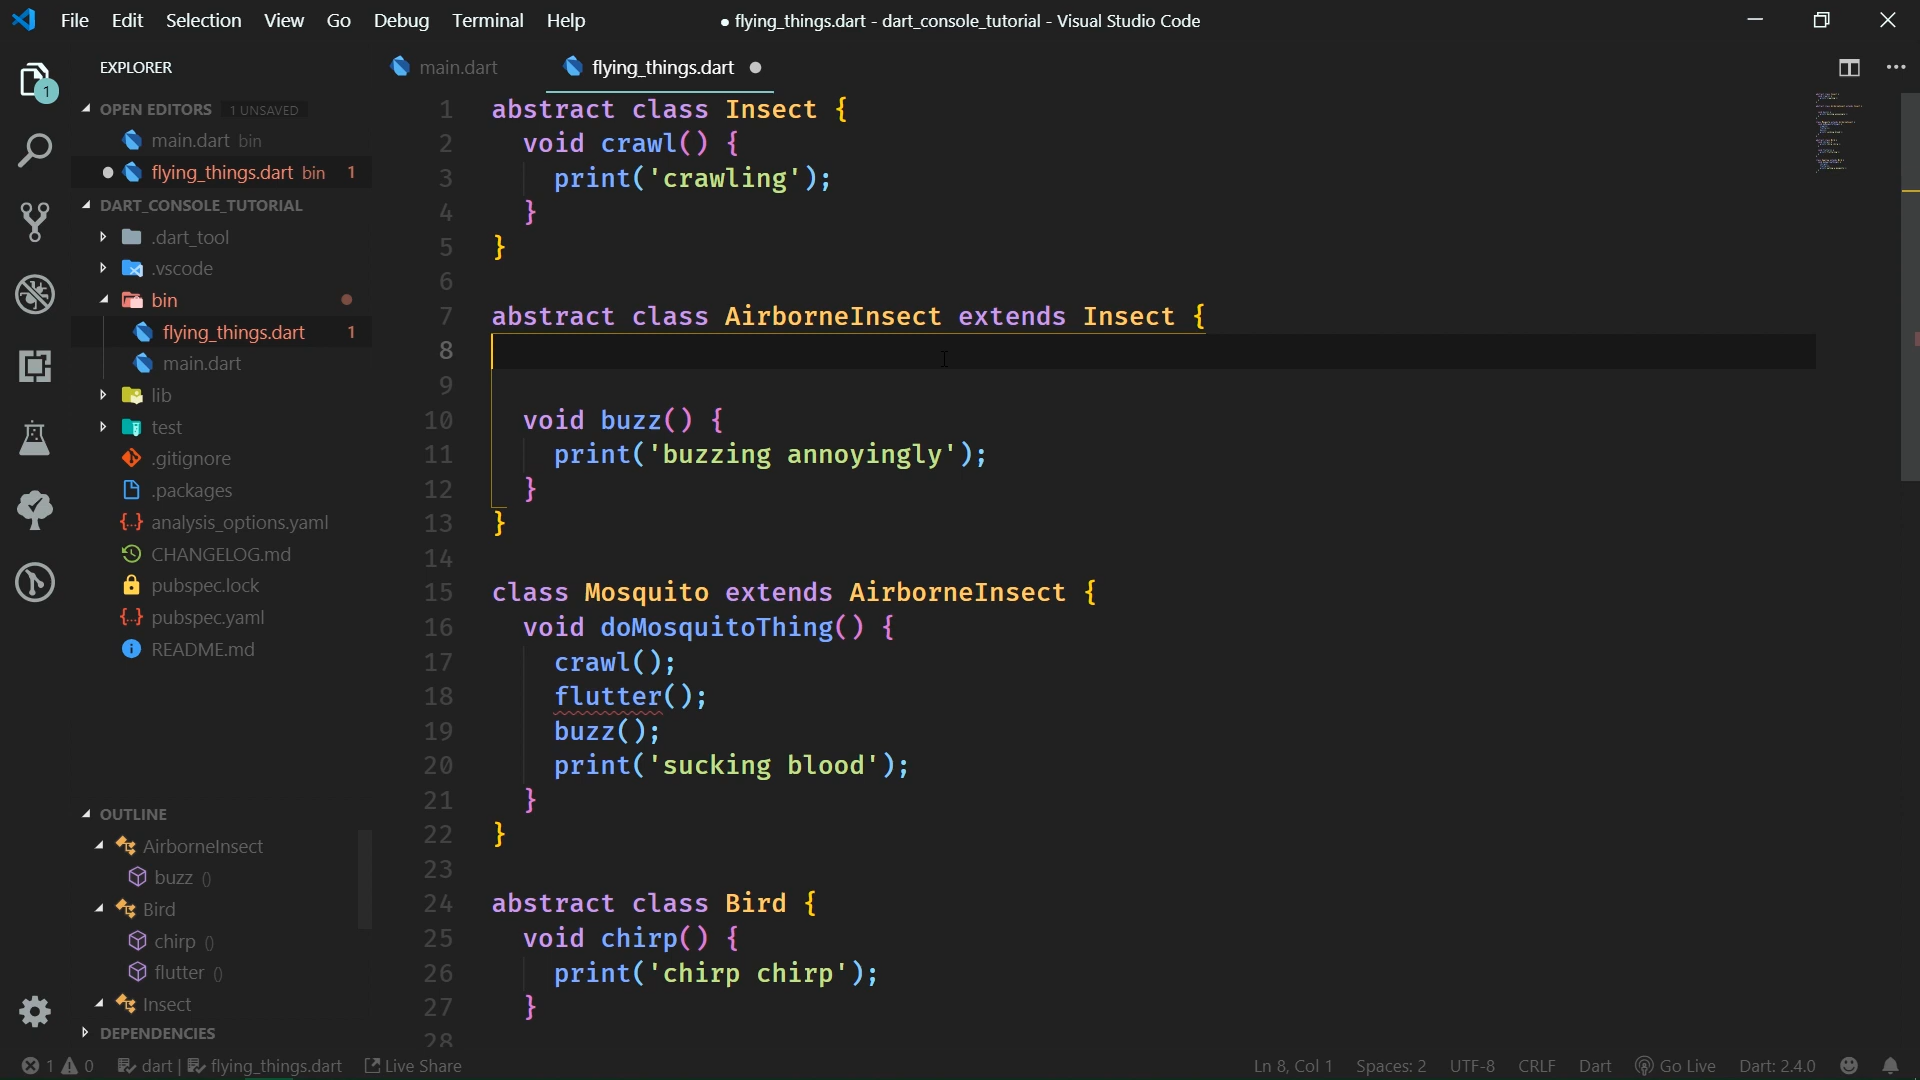 File Edit Selection View Go Debug Terminal Help
● flying_things.dart - dart_console_tutorial - Visual Studio Code
EXPLORER
OPEN EDITORS 1 UNSAVED
main.dart bin
flying_things.dart bin 1
DART_CONSOLE_TUTORIAL
.dart_tool
.vscode
bin
flying_things.dart 1
main.dart
lib
test
.gitignore
.packages
analysis_options.yaml
CHANGELOG.md
pubspec.lock
pubspec.yaml
README.md
OUTLINE
AirborneInsect
buzz ()
Bird
chirp ()
flutter ()
Insect
DEPENDENCIES
1
main.dart flying_things.dart
1 abstract class Insect {
2 void crawl() {
3 print('crawling');
4 }
5 }
6
7 abstract class AirborneInsect extends Insect {
8
9
10 void buzz() {
11 print('buzzing annoyingly');
12 }
13 }
14
15 class Mosquito extends AirborneInsect {
16 void doMosquitoThing() {
17 crawl();
18 flutter();
19 buzz();
20 print('sucking blood');
21 }
22 }
23
24 abstract class Bird {
25 void chirp() {
26 print('chirp chirp');
27 }
28
1 0 dart | flying_things.dart Live Share Ln 8, Col 1 Spaces: 2 UTF-8 CRLF Dart Go Live Dart: 2.4.0